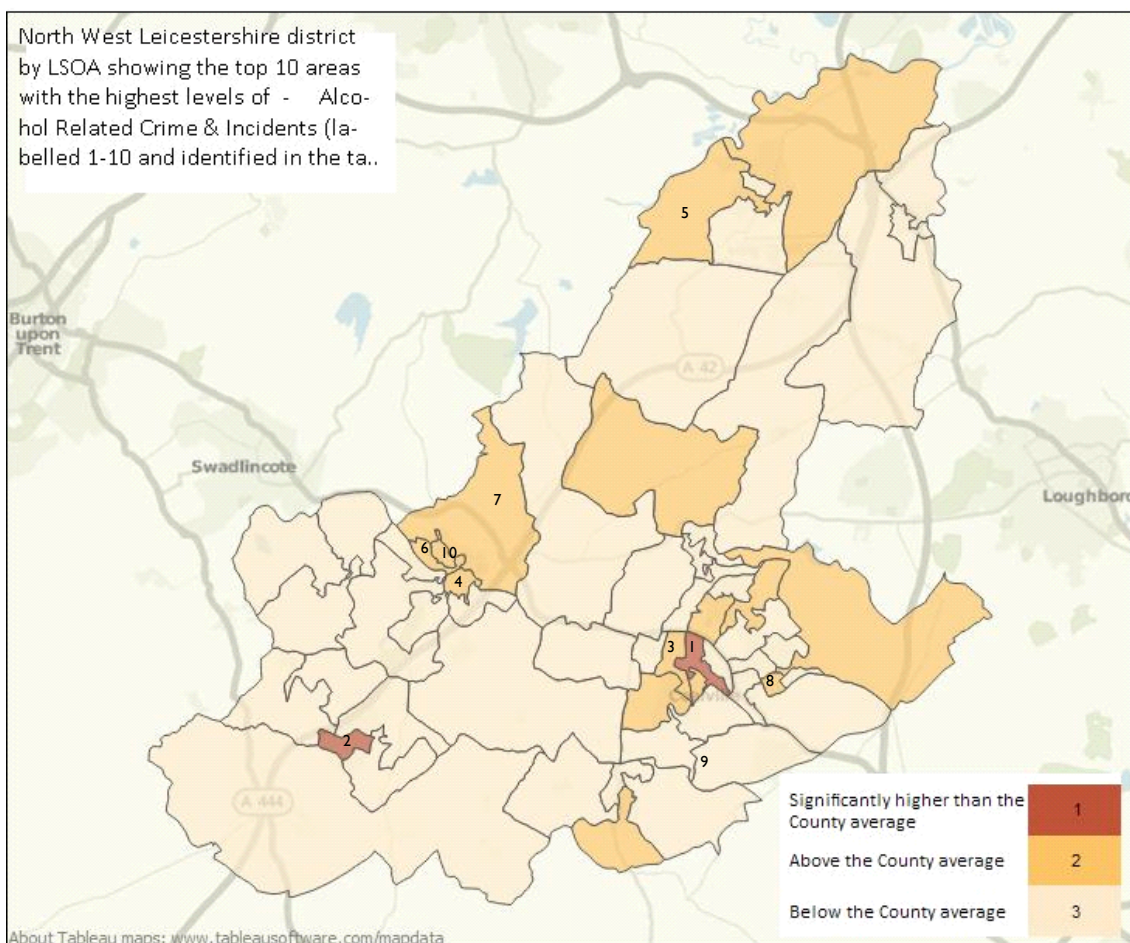 North West Leicestershire district
by LSOA showing the top 10 areas
with the highest levels of - Alco-
hol Related Crime & Incidents (la-
belled 1-10 and identified in the ta..
5
Burton
upon
Trent
A 42
Swadlincote
Loughboro
7
6
10
4
3
1
8
2
9
A 444
Significantly higher than the
County average
1
Above the County average
2
Below the County average
3
About Tableau maps: www.tableausoftware.com/mapdata